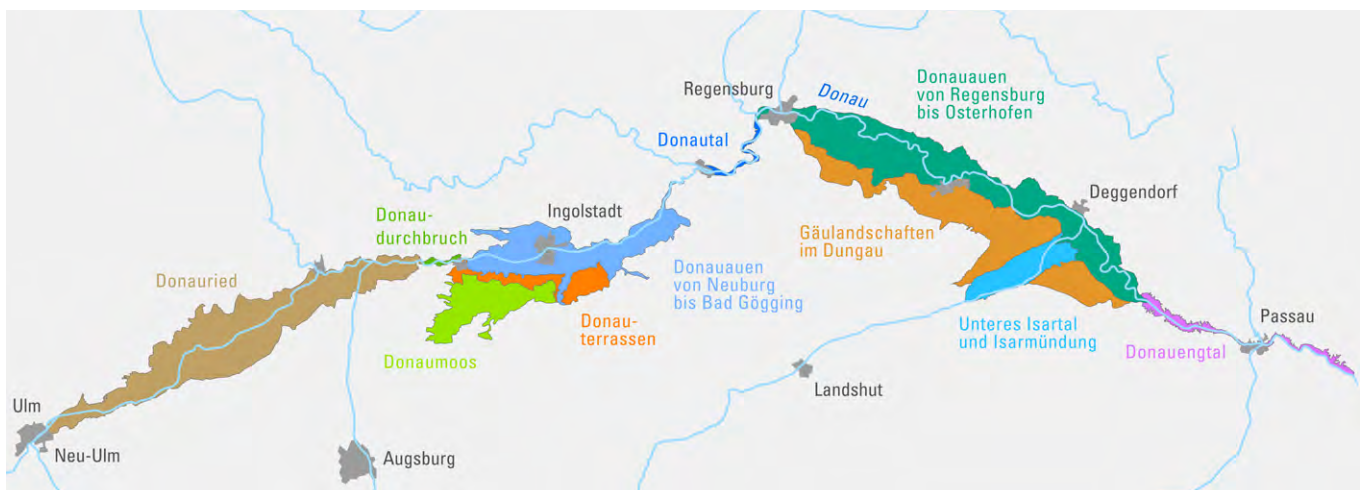 Regensburg
Donau
Donauauen
von Regensburg
bis Osterhofen
Donautal
Deggendorf
Donau-
durchbruch
Ingolstadt
Gäulandschaften
im Dungau
Donauried
Donauauen
von Neuburg
bis Bad Gögging
Donau-
terrassen
Unteres Isartal
und Isarmündung
Passau
Donaumoos
Donauengtal
Landshut
Ulm
Neu-Ulm
Augsburg